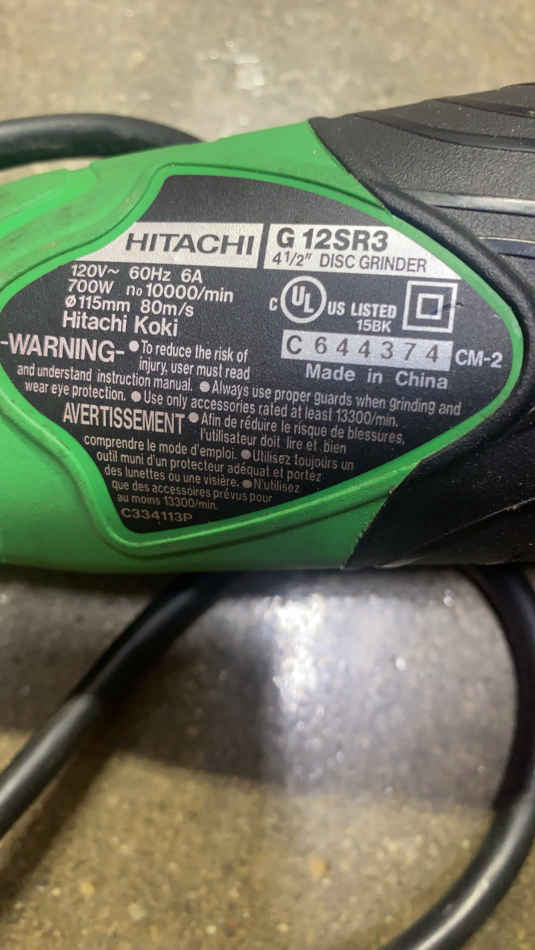 HITACHI
G 12SR3
4 1/2" DISC GRINDER
120V~ 60Hz 6A
700W no 10000/min
Ø115mm 80m/s
Hitachi Koki
C UL US LISTED
15BK
C644374 CM-2
Made in China
-WARNING- ●To reduce the risk of
injury, user must read
and understand instruction manual. ●Always use proper guards when grinding and
wear eye protection. ●Use only accessories rated at least 13300/min.
AVERTISSEMENT ●Afin de réduire le risque de blessures,
l'utilisateur doit lire et bien
comprendre le mode d'emploi. ●Utilisez toujours un
outil muni d'un protecteur adéquat et portez
des lunettes ou une visière. ●N'utilisez
que des accessoires prévus pour
au moins 13300/min.
C334113P